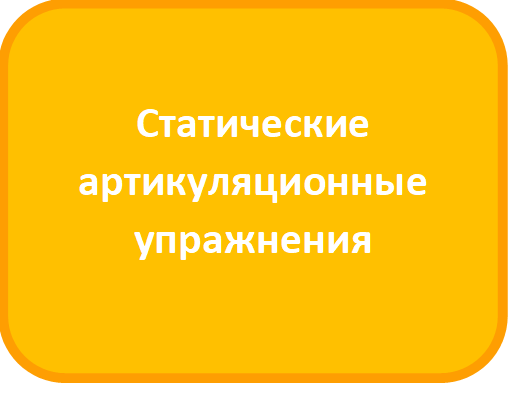 Статические
артикуляционные
упражнения